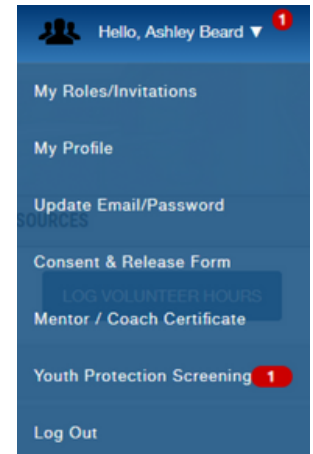 Hello, Ashley Beard ▼ 1
My Roles/Invitations
My Profile
Update Email/Password
SOURCES
Consent & Release Form
LOG VOLUNTEER HOURS
Mentor / Coach Certificate
Youth Protection Screening 1
Log Out